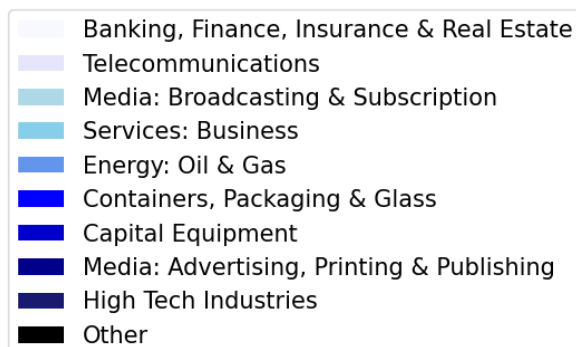 Banking, Finance, Insurance & Real Estate
Telecommunications
Media: Broadcasting & Subscription
Services: Business
Energy: Oil & Gas
Containers, Packaging & Glass
Capital Equipment
Media: Advertising, Printing & Publishing
High Tech Industries
Other